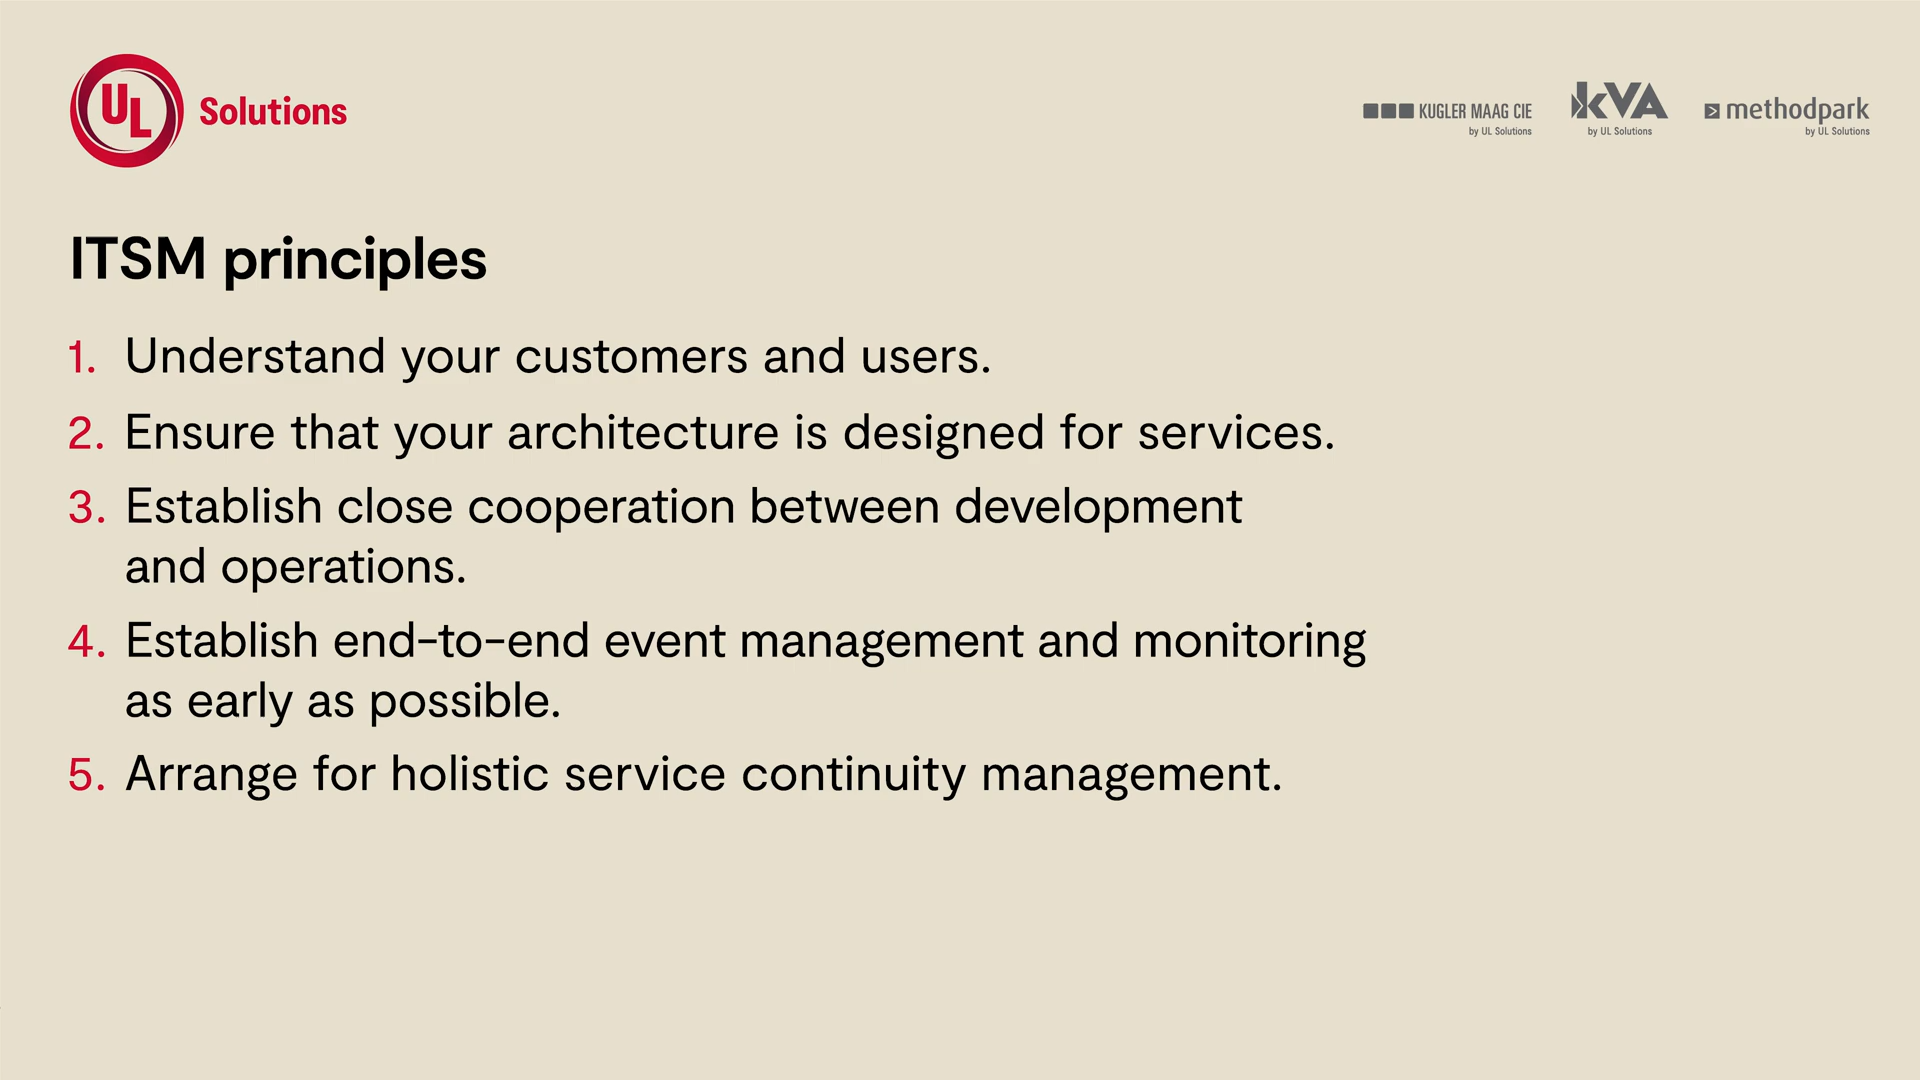 UL Solutions
KUGLER MAAG CIE
by UL Solutions
kVA
by UL Solutions
methodpark
by UL Solutions
ITSM principles
1. Understand your customers and users.
2. Ensure that your architecture is designed for services.
3. Establish close cooperation between development
and operations.
4. Establish end-to-end event management and monitoring
as early as possible.
5. Arrange for holistic service continuity management.